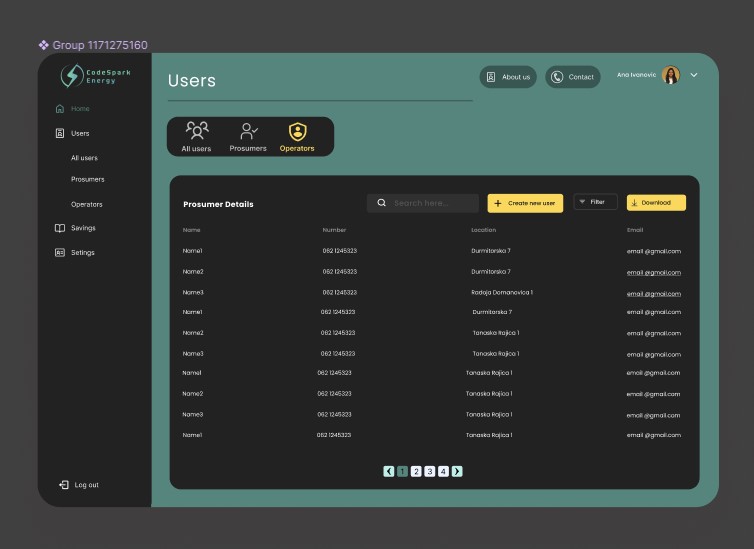 Group 1171275160
CodeSpark
Energy
Home
Users
All users
Prosumers
Operators
Savings
Setings
Log out
Users
About us
Contact
Ana Ivanovic
All users
Prosumers
Operators
Prosumer Details
Search here...
Create new user
Filter
Download
Name Number Location Email
Name1 062 1245323 Durmitorska 7 email @gmail.com
Name2 062 1245323 Durmitorska 7 email @gmail.com
Name3 062 1245323 Radoja Domanovica 1 email @gmail.com
Name1 062 1245323 Durmitorska 7 email @gmail.com
Name2 062 1245323 Tanaska Rajica 1 email @gmail.com
Name3 062 1245323 Tanaska Rajica 1 email @gmail.com
Name1 062 1245323 Tanaska Rajica 1 email @gmail.com
Name2 062 1245323 Tanaska Rajica 1 email @gmail.com
Name3 062 1245323 Tanaska Rajica 1 email @gmail.com
Name1 062 1245323 Tanaska Rajica 1 email @gmail.com
1 2 3 4